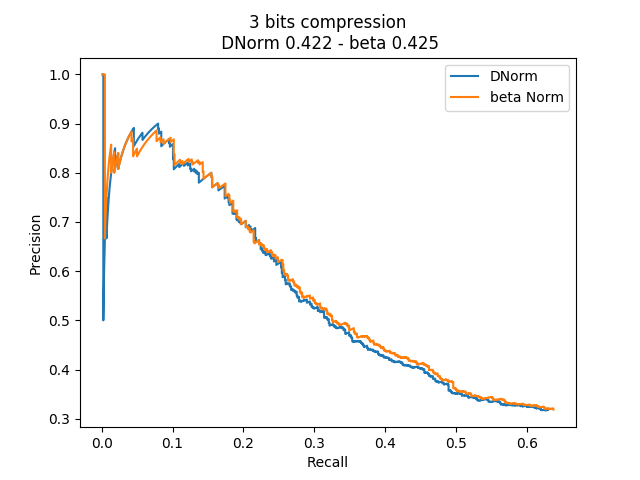 3 bits compression
DNorm 0.422 - beta 0.425
DNorm
beta Norm
1.0
0.9
0.8
0.7
0.6
0.5
0.4
0.3
Precision
0.0 0.1 0.2 0.3 0.4 0.5 0.6
Recall